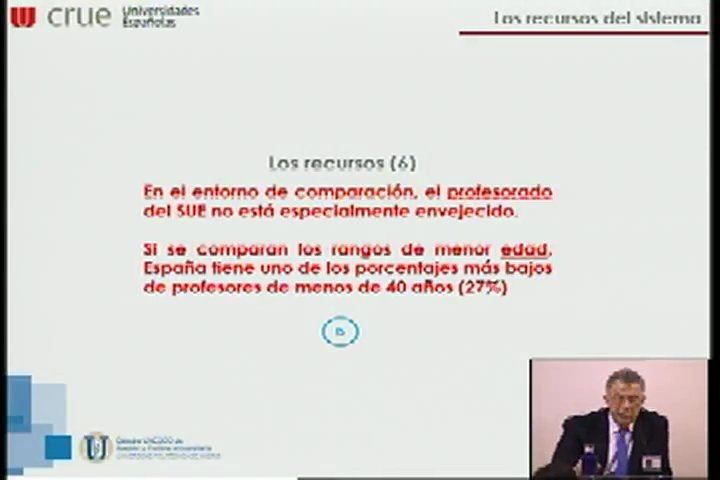 crue
Universidades
Españolas
Los recursos del sistema
Los recursos (6)
En el entorno de comparación, el profesorado
del SUE no está especialmente envejecido.
Si se comparan los rangos de menor edad,
España tiene uno de los porcentajes más bajos
de profesores de menos de 40 años (27%)